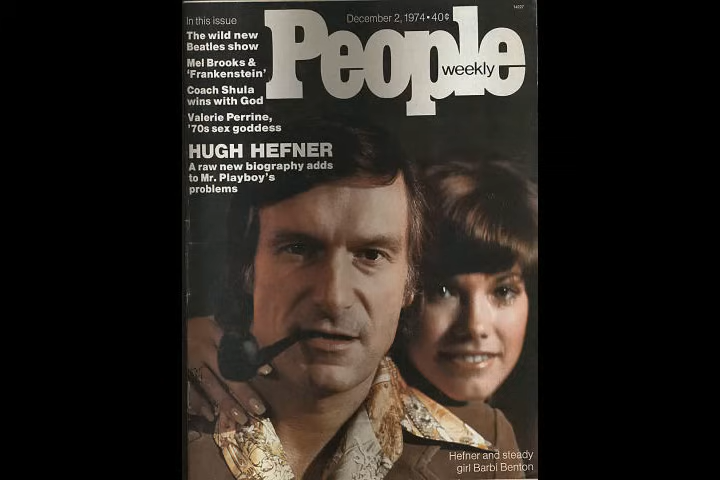 In this issue
The wild new
Beatles show
Mel Brooks &
'Frankenstein'
Coach Shula
wins with God
Valerie Perrine,
'70s sex goddess
HUGH HEFNER
A raw new biography adds
to Mr. Playboy's
problems
December 2, 1974 • 40¢
People
weekly
Hefner and steady
girl Barbi Benton